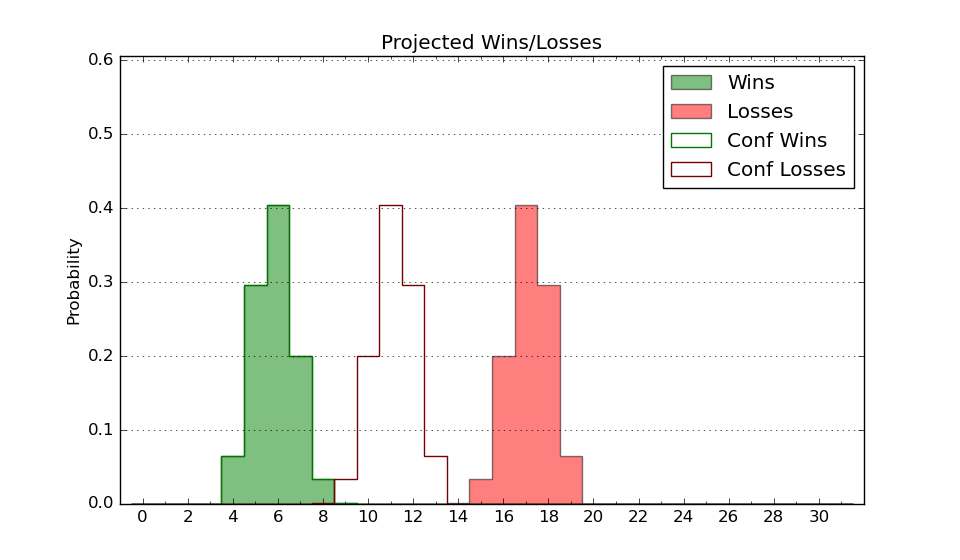 Projected Wins/Losses
Wins
Losses
Conf Wins
Conf Losses
Probability
0.6
0.5
0.4
0.3
0.2
0.1
0.0
0 2 4 6 8 10 12 14 16 18 20 22 24 26 28 30